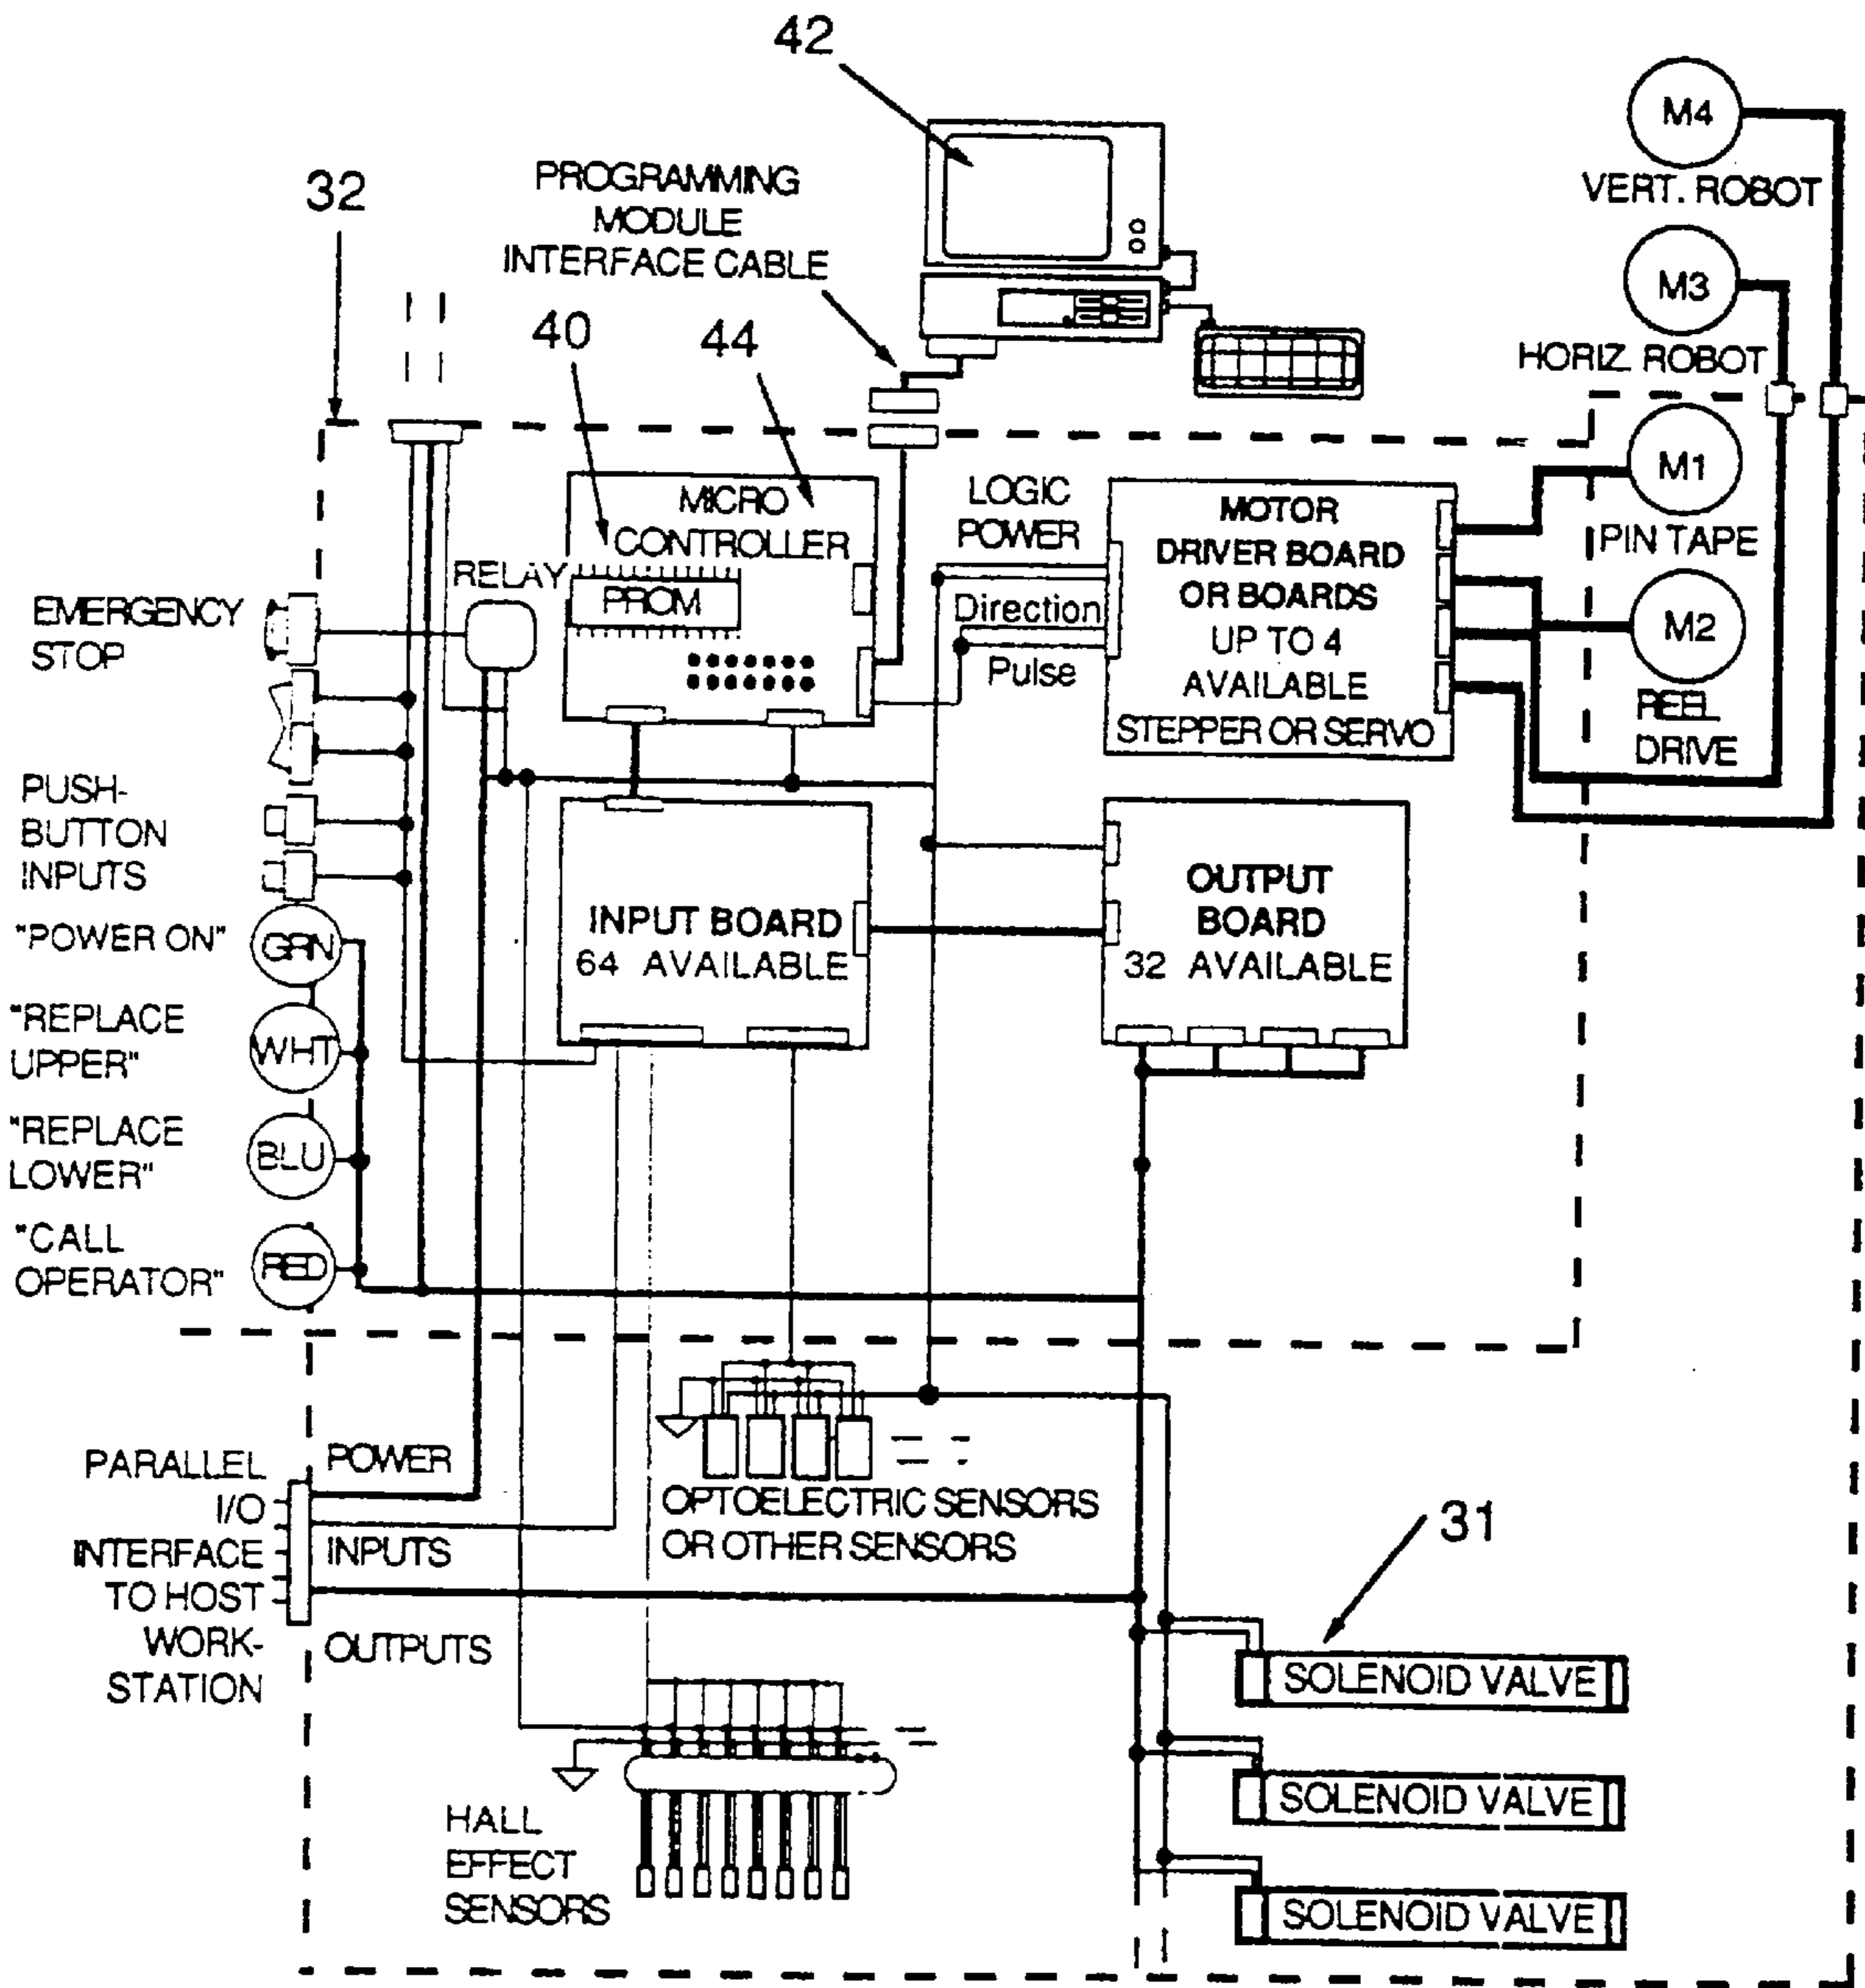 42
M4
VERT. ROBOT
32
PROGRAMMING
MODULE
INTERFACE CABLE
M3
HORIZ. ROBOT
40
44
M1
PIN TAPE
MICRO
CONTROLLER
PROM
RELAY
LOGIC
POWER
Direction
Pulse
MOTOR
DRIVER BOARD
OR BOARDS
UP TO 4
AVAILABLE
STEPPER OR SERVO
M2
REEL
DRIVE
EMERGENCY
STOP
PUSH-
BUTTON
INPUTS
"POWER ON"
GRN
"REPLACE
UPPER"
WHT
"REPLACE
LOWER"
BLU
"CALL
OPERATOR"
RED
INPUT BOARD
64 AVAILABLE
OUTPUT
BOARD
32 AVAILABLE
PARALLEL
I/O
INTERFACE
TO HOST
WORK-
STATION
POWER
INPUTS
OUTPUTS
OPTOELECTRIC SENSORS
OR OTHER SENSORS
31
SOLENOID VALVE
SOLENOID VALVE
SOLENOID VALVE
HALL
EFFECT
SENSORS